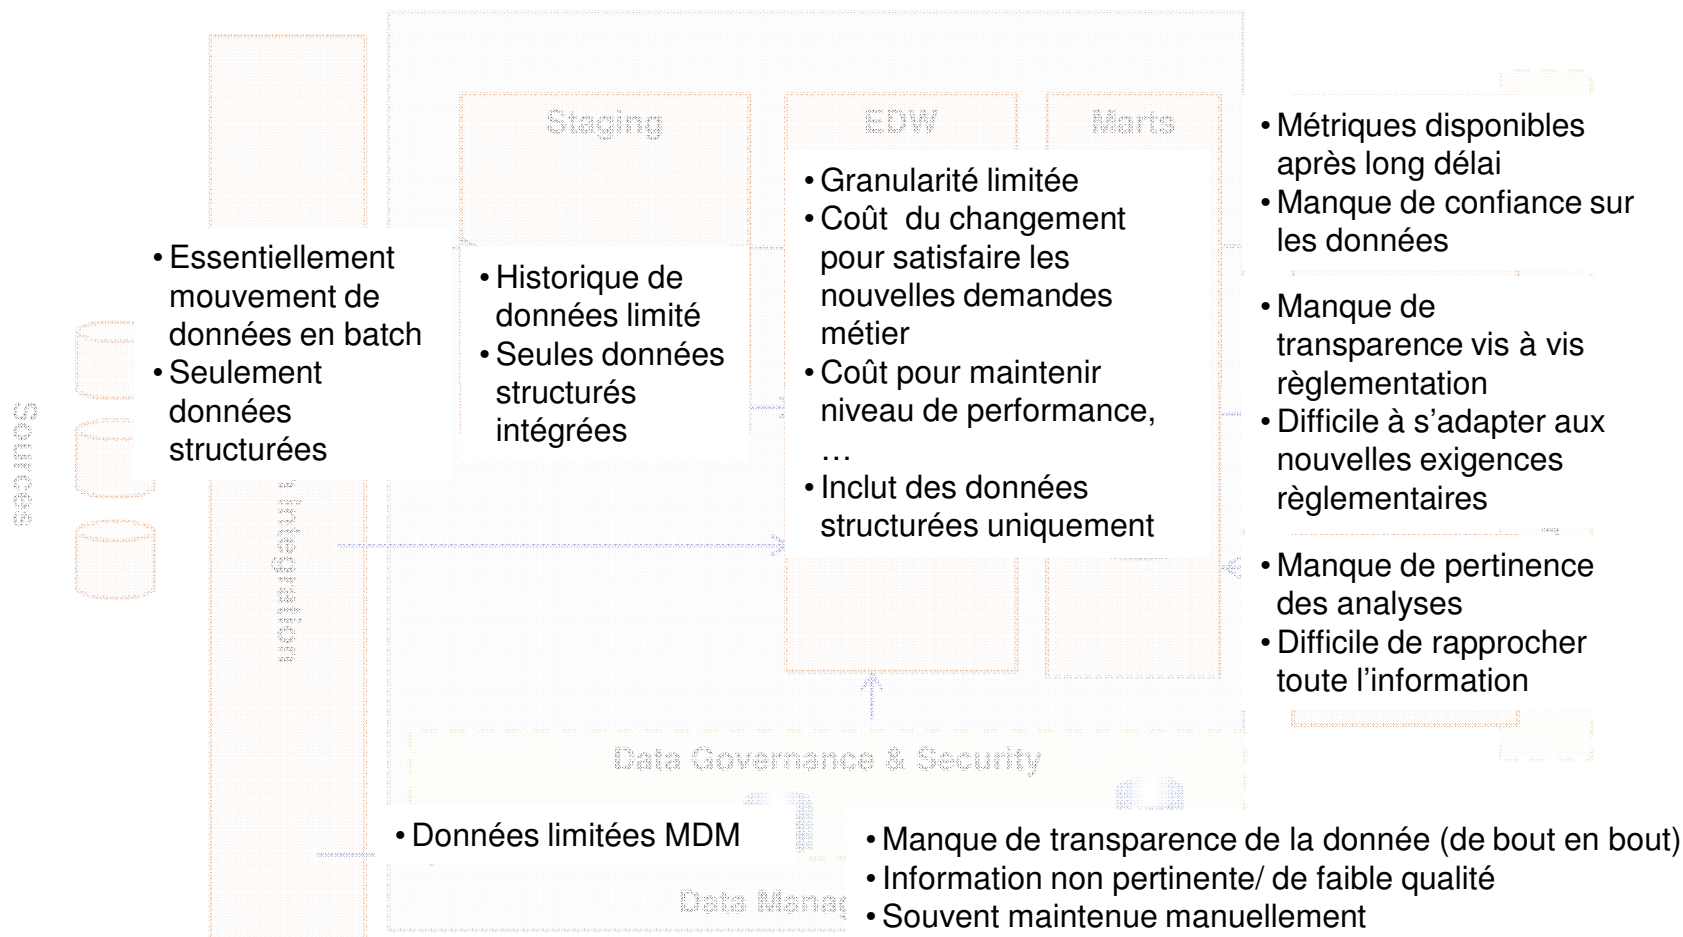 Staging
EDW
Marts
• Métriques disponibles
après long délai
• Manque de confiance sur
les données
• Granularité limitée
• Coût du changement
pour satisfaire les
nouvelles demandes
métier
• Coût pour maintenir
niveau de performance,
…
• Inclut des données
structurées uniquement
• Essentiellement
mouvement de
données en batch
• Seulement
données
structurées
• Historique de
données limité
• Seules données
structurés
intégrées
• Manque de
transparence vis à vis
règlementation
• Difficile à s’adapter aux
nouvelles exigences
règlementaires
Sources
Integration
• Manque de pertinence
des analyses
• Difficile de rapprocher
toute l’information
Data Governance & Security
• Données limitées MDM
• Manque de transparence de la donnée (de bout en bout)
• Information non pertinente/ de faible qualité
• Souvent maintenue manuellement
Data